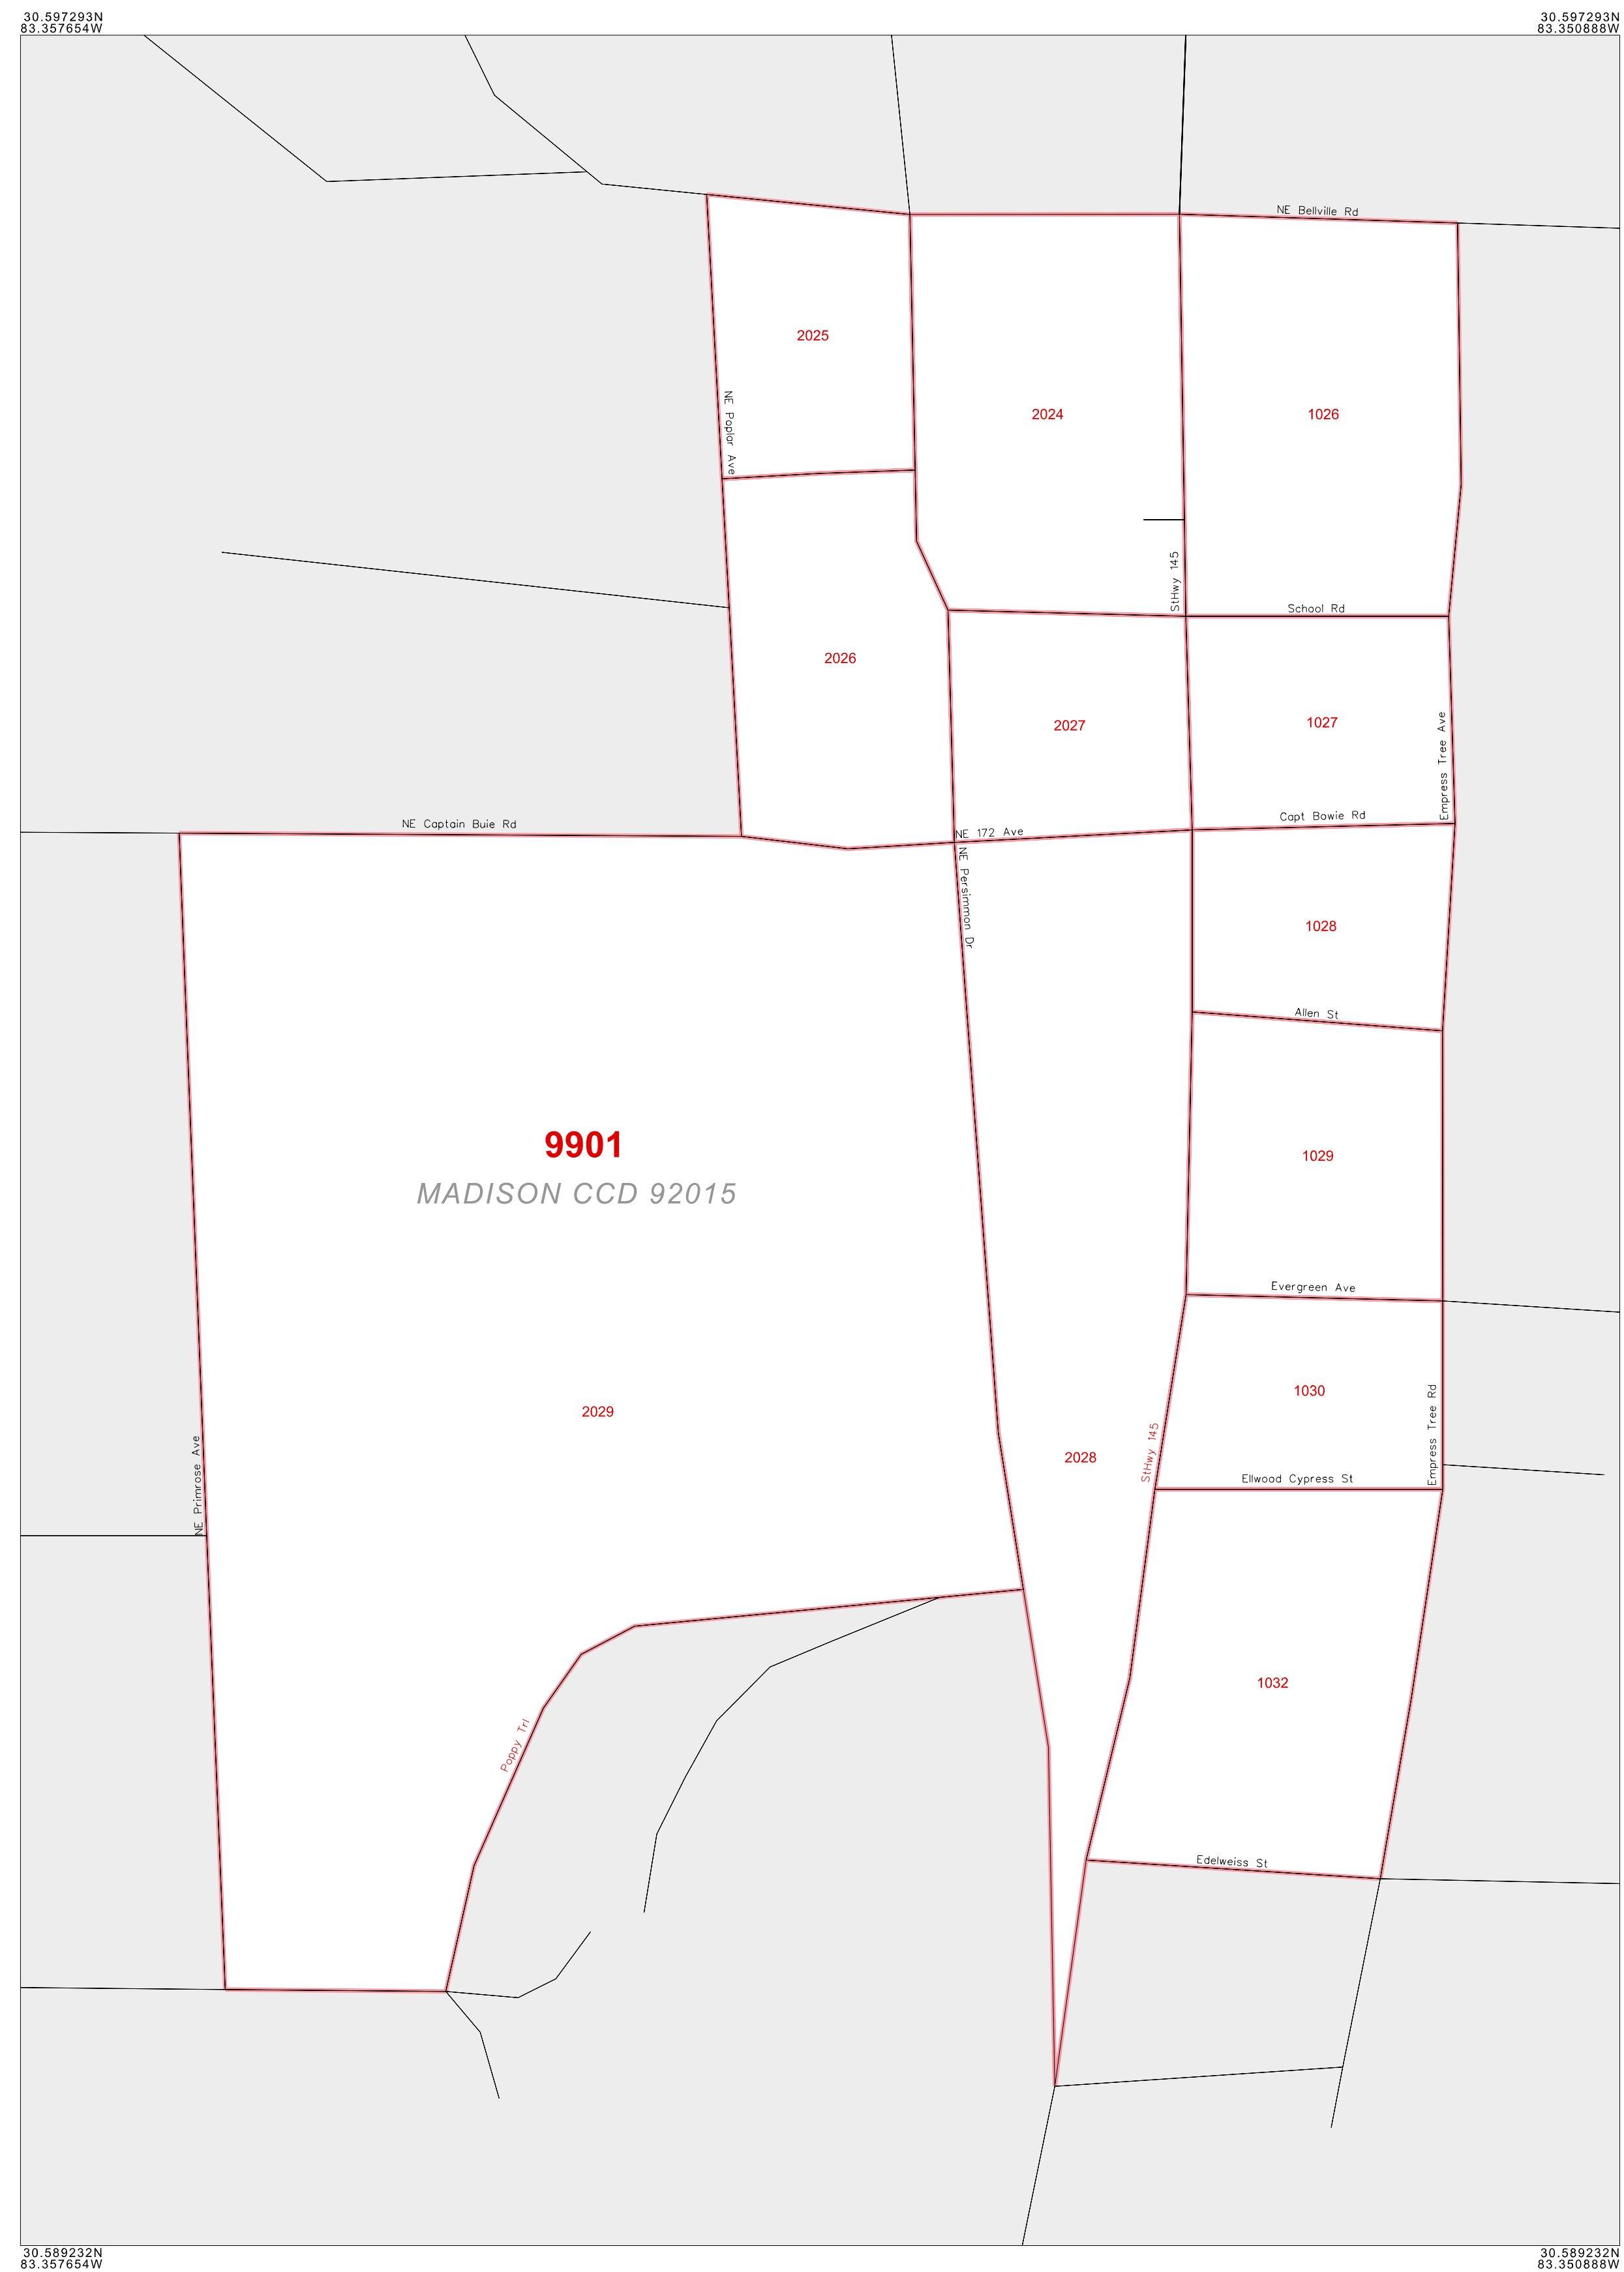 30.597293N
83.357654W
30.597293N
83.350888W
NE Bellville Rd
2025
NE Poplar Ave
2024
1026
StHwy 145
School Rd
2026
2027
1027
Empress Tree Ave
NE Captain Buie Rd
NE 172 Ave
Capt Bowie Rd
NE Persimmon Dr
1028
Allen St
9901
MADISON CCD 92015
1029
Evergreen Ave
2029
1030
Empress Tree Rd
NE Primrose Ave
2028
StHwy 145
Ellwood Cypress St
1032
Poppy Trl
Edelweiss St
30.589232N
83.357654W
30.589232N
83.350888W